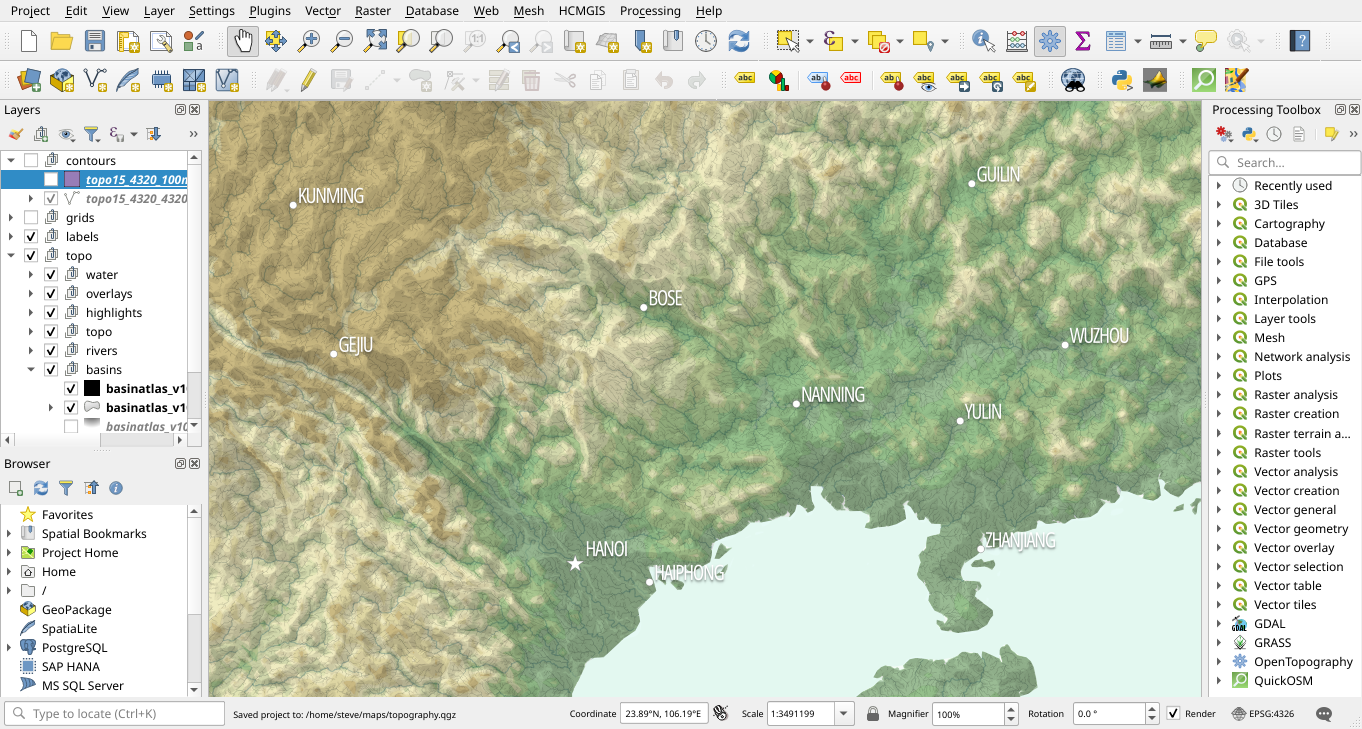 Project Edit View Layer Settings Plugins Vector Raster Database Web Mesh HCMGIS Processing Help
Layers
contours
topo15_4320_100m
topo15_4320_4320
grids
labels
topo
water
overlays
highlights
topo
rivers
basins
basinatlas_v10
basinatlas_v10
basinatlas_v10
Browser
Favorites
Spatial Bookmarks
Project Home
Home
/
GeoPackage
SpatiaLite
PostgreSQL
SAP HANA
MS SQL Server
KUNMING
GUILIN
BOSE
GEJIU
WUZHOU
NANNING
YULIN
HANOI
ZHANJIANG
HAIPHONG
Processing Toolbox
Search...
Recently used
3D Tiles
Cartography
Database
File tools
GPS
Interpolation
Layer tools
Mesh
Network analysis
Plots
Raster analysis
Raster creation
Raster terrain a...
Raster tools
Vector analysis
Vector creation
Vector general
Vector geometry
Vector overlay
Vector selection
Vector table
Vector tiles
GDAL
GRASS
OpenTopography
QuickOSM
Type to locate (Ctrl+K) Saved project to: /home/steve/maps/topography.qgz Coordinate 23.89°N, 106.19°E Scale 1:3491199 Magnifier 100% Rotation 0.0 ° Render EPSG:4326